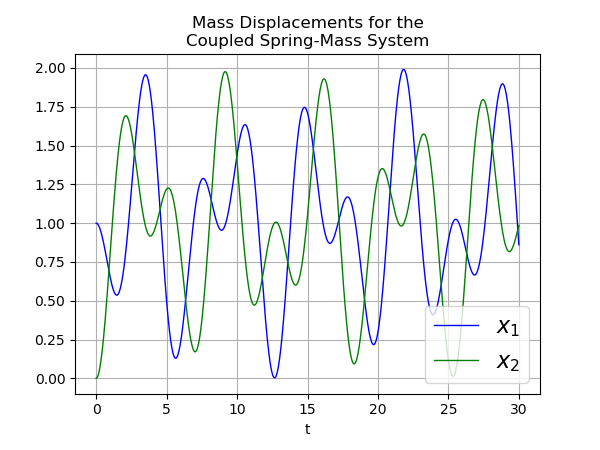 Mass Displacements for the
Coupled Spring-Mass System
2.00
1.75
1.50
1.25
1.00
0.75
0.50
0.25
0.00
x₁
x₂
0 5 10 15 20 25 30
t